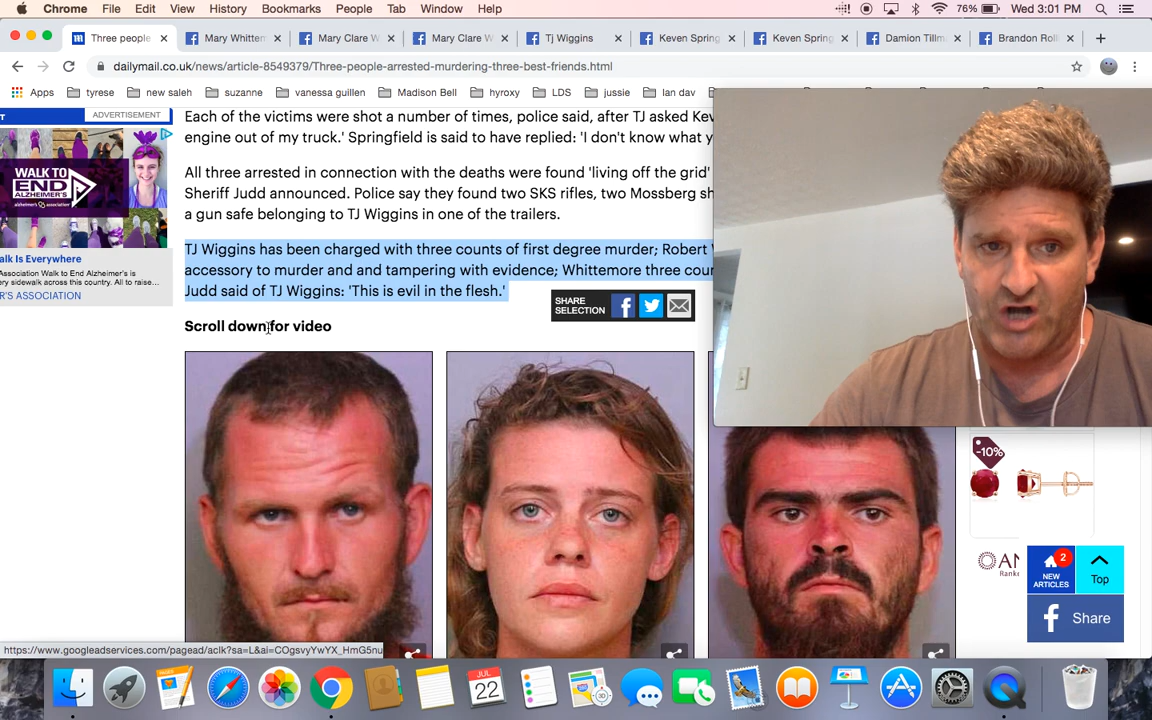 Chrome File Edit View History Bookmarks People Tab Window Help 76% Wed 3:01 PM
Three people Mary Whitten Mary Clare W Mary Clare W Tj Wiggins Keven Spring Keven Spring Damion Tillm Brandon Roll
dailymail.co.uk/news/article-8549379/Three-people-arrested-murdering-three-best-friends.html
Apps tyrese new saleh suzanne vanessa guillen Madison Bell hyroxy LDS jussie Ian dav
T ADVERTISEMENT
Each of the victims were shot a number of times, police said, after TJ asked Kev
engine out of my truck.' Springfield is said to have replied: 'I don't know what y
All three arrested in connection with the deaths were found 'living off the grid'
Sheriff Judd announced. Police say they found two SKS rifles, two Mossberg sh
a gun safe belonging to TJ Wiggins in one of the trailers.
WALK TO
END
ALZHEIMER'S
alzheimer's association
TJ Wiggins has been charged with three counts of first degree murder; Robert W
accessory to murder and and tampering with evidence; Whittemore three coun
Judd said of TJ Wiggins: 'This is evil in the flesh.'
alk Is Everywhere
Association Walk to End Alzheimer's is
ery sidewalk across this country. All to raise...
R'S ASSOCIATION
SHARE
SELECTION
Scroll down for video
-10%
2
NEW
ARTICLES
Top
Share
https://www.googleadservices.com/pagead/aclk?sa=L&ai=COgsvyYwYX_HmG5nu
JUL
22